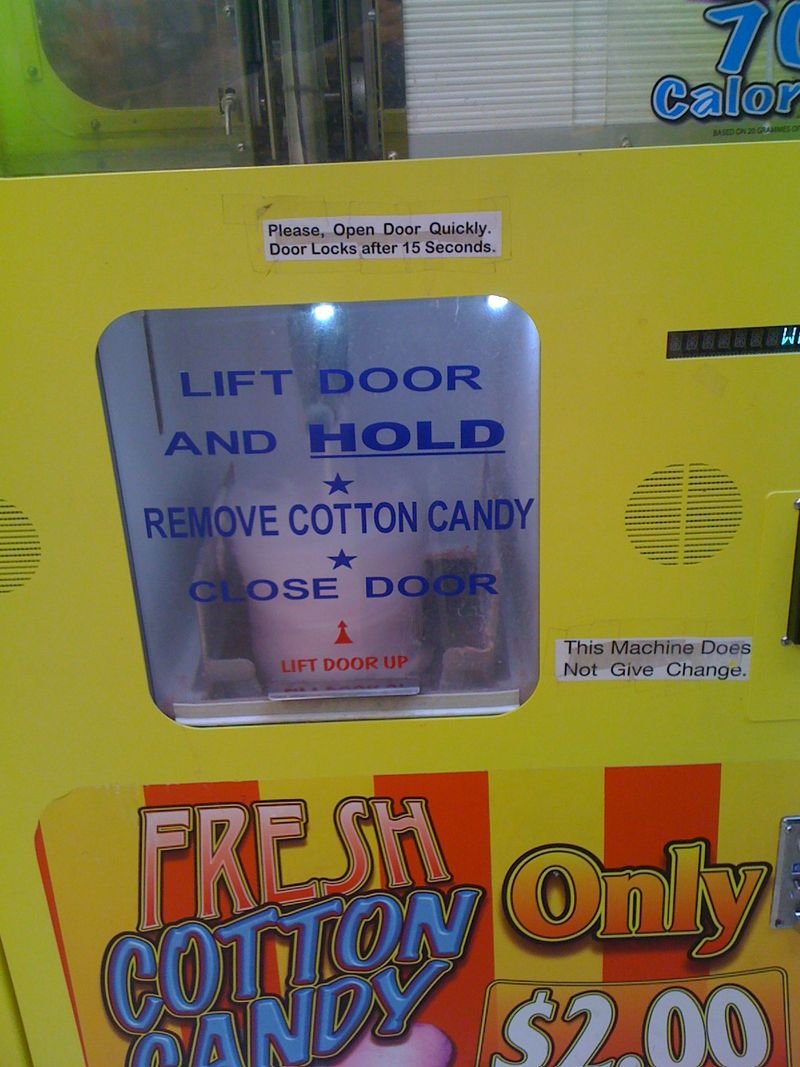 Calor
Please, Open Door Quickly.
Door Locks after 15 Seconds.
LIFT DOOR
AND HOLD
★
REMOVE COTTON CANDY
★
CLOSE DOOR
LIFT DOOR UP
This Machine Does
Not Give Change.
FRESH
COTTON
CANDY
Only
$2.00